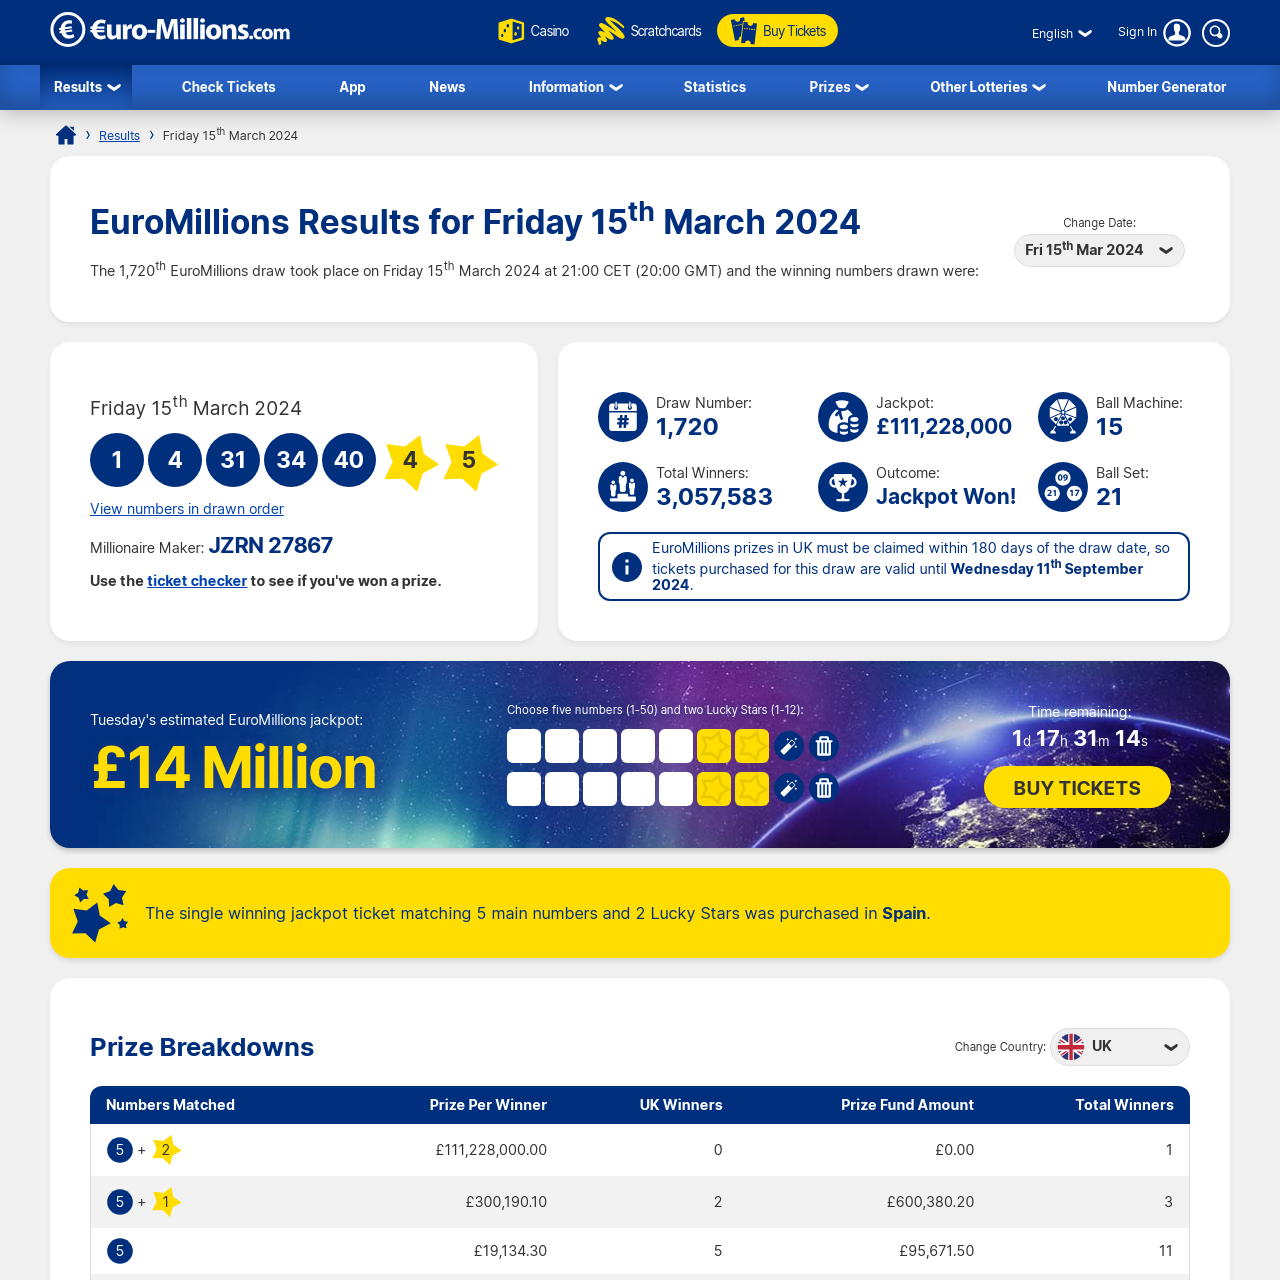 €uro-Millions.com
Casino
Scratchcards
Buy Tickets
English
Sign In
Results
Check Tickets
App
News
Information
Statistics
Prizes
Other Lotteries
Number Generator
Results
Friday 15th March 2024
EuroMillions Results for Friday 15th March 2024
Change Date:
Fri 15th Mar 2024
The 1,720th EuroMillions draw took place on Friday 15th March 2024 at 21:00 CET (20:00 GMT) and the winning numbers drawn were:
Friday 15th March 2024
1 4 31 34 40 4 5
View numbers in drawn order
Millionaire Maker: JZRN 27867
Use the ticket checker to see if you've won a prize.
Draw Number:
1,720
Jackpot:
£111,228,000
Ball Machine:
15
Total Winners:
3,057,583
Outcome:
Jackpot Won!
09
21 17
Ball Set:
21
EuroMillions prizes in UK must be claimed within 180 days of the draw date, so
tickets purchased for this draw are valid until Wednesday 11th September
2024.
Tuesday's estimated EuroMillions jackpot:
£14 Million
Choose five numbers (1-50) and two Lucky Stars (1-12):
Time remaining:
1d 17h 31m 14s
BUY TICKETS
The single winning jackpot ticket matching 5 main numbers and 2 Lucky Stars was purchased in Spain.
Prize Breakdowns
Change Country:
UK
Numbers Matched Prize Per Winner UK Winners Prize Fund Amount Total Winners
5 + 2 £111,228,000.00 0 £0.00 1
5 + 1 £300,190.10 2 £600,380.20 3
5 £19,134.30 5 £95,671.50 11